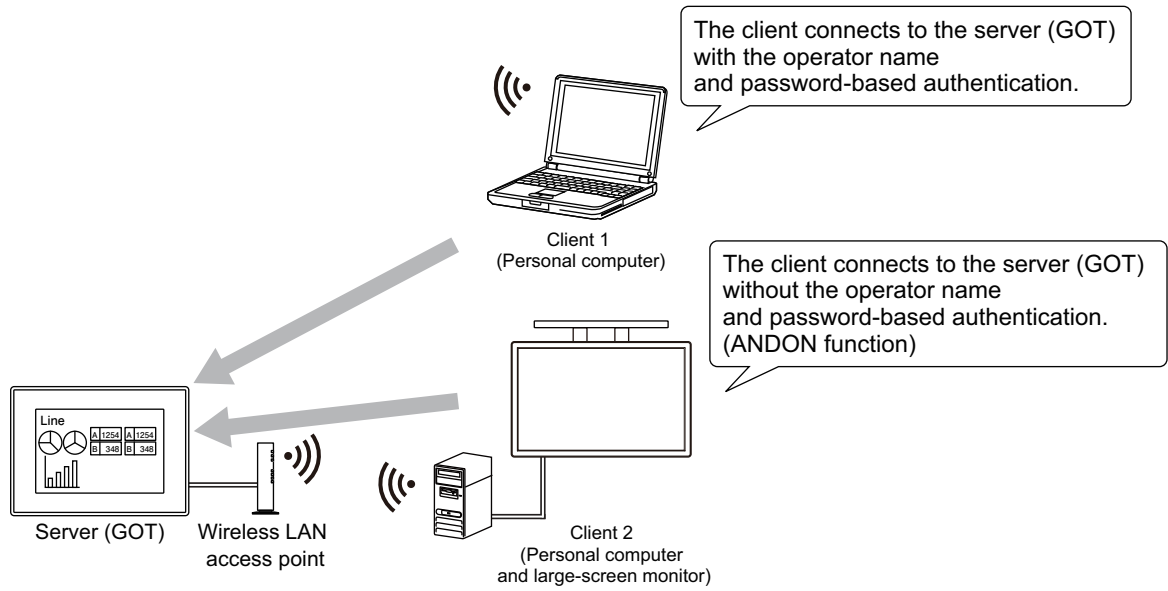 The client connects to the server (GOT)
with the operator name
and password-based authentication.
Client 1
(Personal computer)
The client connects to the server (GOT)
without the operator name
and password-based authentication.
(ANDON function)
Line
A 1254 A 1254
B 348 B 348
Server (GOT)
Wireless LAN
access point
Client 2
(Personal computer
and large-screen monitor)